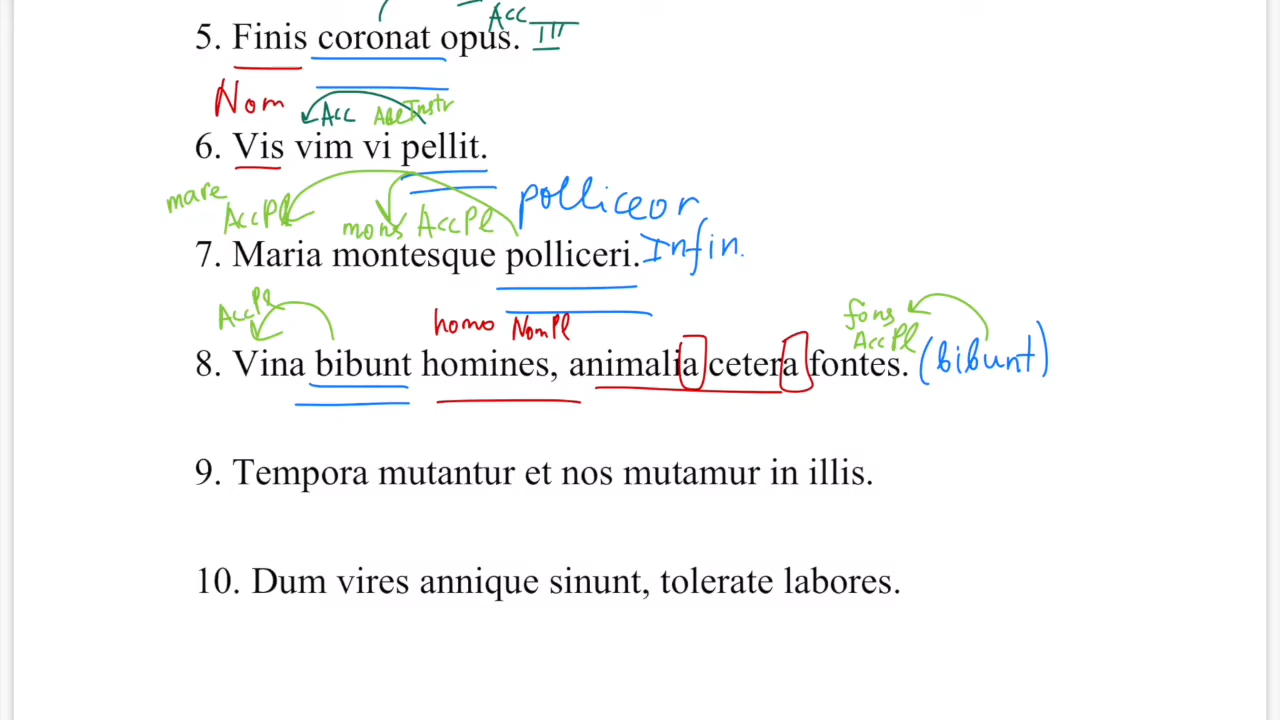 Acc
5. Finis coronat opus. III
Nom Acc Abl Instr
6. Vis vim vi pellit.
mare AccPl mons AccPl polliceor
7. Maria montesque polliceri. Infin.
AccPl homo NomPl fons AccPl
8. Vina bibunt homines, animalia cetera fontes. (bibunt)
9. Tempora mutantur et nos mutamur in illis.
10. Dum vires annique sinunt, tolerate labores.